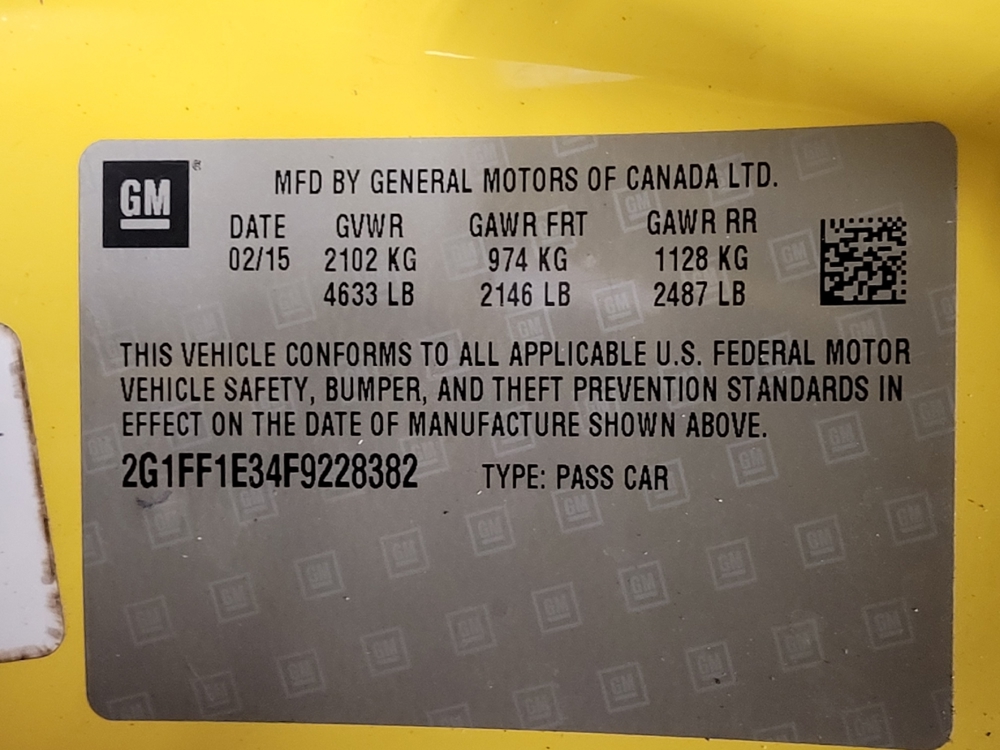 GM
MFD BY GENERAL MOTORS OF CANADA LTD.
DATE GVWR GAWR FRT GAWR RR
02/15 2102 KG 974 KG 1128 KG
4633 LB 2146 LB 2487 LB
THIS VEHICLE CONFORMS TO ALL APPLICABLE U.S. FEDERAL MOTOR
VEHICLE SAFETY, BUMPER, AND THEFT PREVENTION STANDARDS IN
EFFECT ON THE DATE OF MANUFACTURE SHOWN ABOVE.
2G1FF1E34F9228382 TYPE: PASS CAR